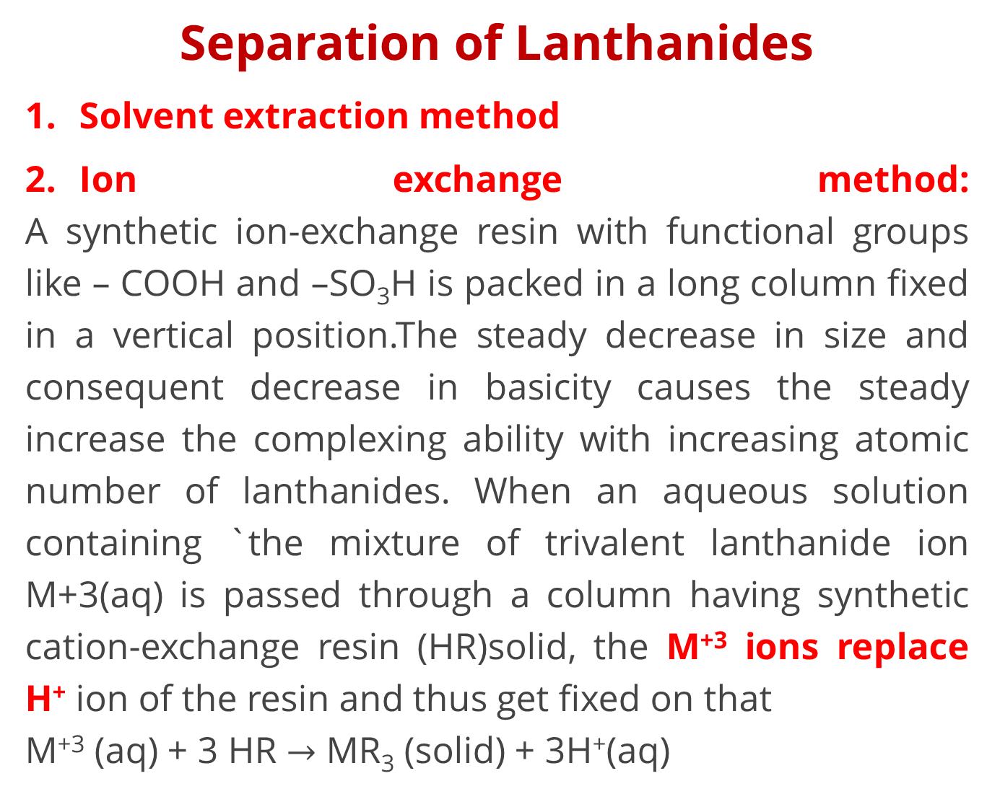 Separation of Lanthanides
1. Solvent extraction method
2. Ion exchange method:
A synthetic ion-exchange resin with functional groups
like – COOH and –SO₃H is packed in a long column fixed
in a vertical position.The steady decrease in size and
consequent decrease in basicity causes the steady
increase the complexing ability with increasing atomic
number of lanthanides. When an aqueous solution
containing `the mixture of trivalent lanthanide ion
M+3(aq) is passed through a column having synthetic
cation-exchange resin (HR)solid, the M⁺³ ions replace
H⁺ ion of the resin and thus get fixed on that
M⁺³ (aq) + 3 HR → MR₃ (solid) + 3H⁺(aq)